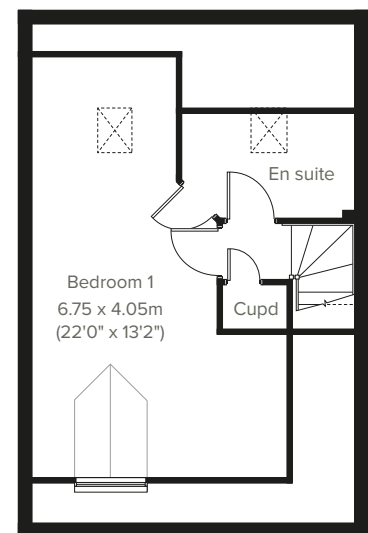 En suite
Bedroom 1
6.75 x 4.05m
(22'0" x 13'2")
Cupd